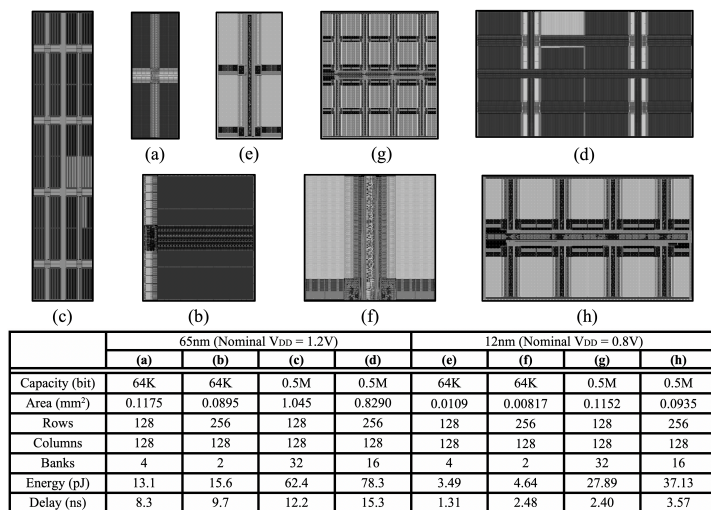 (a)
(e)
(g)
(d)
(c)
(b)
(f)
(h)
65nm (Nominal VDD = 1.2V) 12nm (Nominal VDD = 0.8V)
(a) (b) (c) (d) (e) (f) (g) (h)
Capacity (bit) 64K 64K 0.5M 0.5M 64K 64K 0.5M 0.5M
Area (mm²) 0.1175 0.0895 1.045 0.8290 0.0109 0.00817 0.1152 0.0935
Rows 128 256 128 256 128 256 128 256
Columns 128 128 128 128 128 128 128 128
Banks 4 2 32 16 4 2 32 16
Energy (pJ) 13.1 15.6 62.4 78.3 3.49 4.64 27.89 37.13
Delay (ns) 8.3 9.7 12.2 15.3 1.31 2.48 2.40 3.57